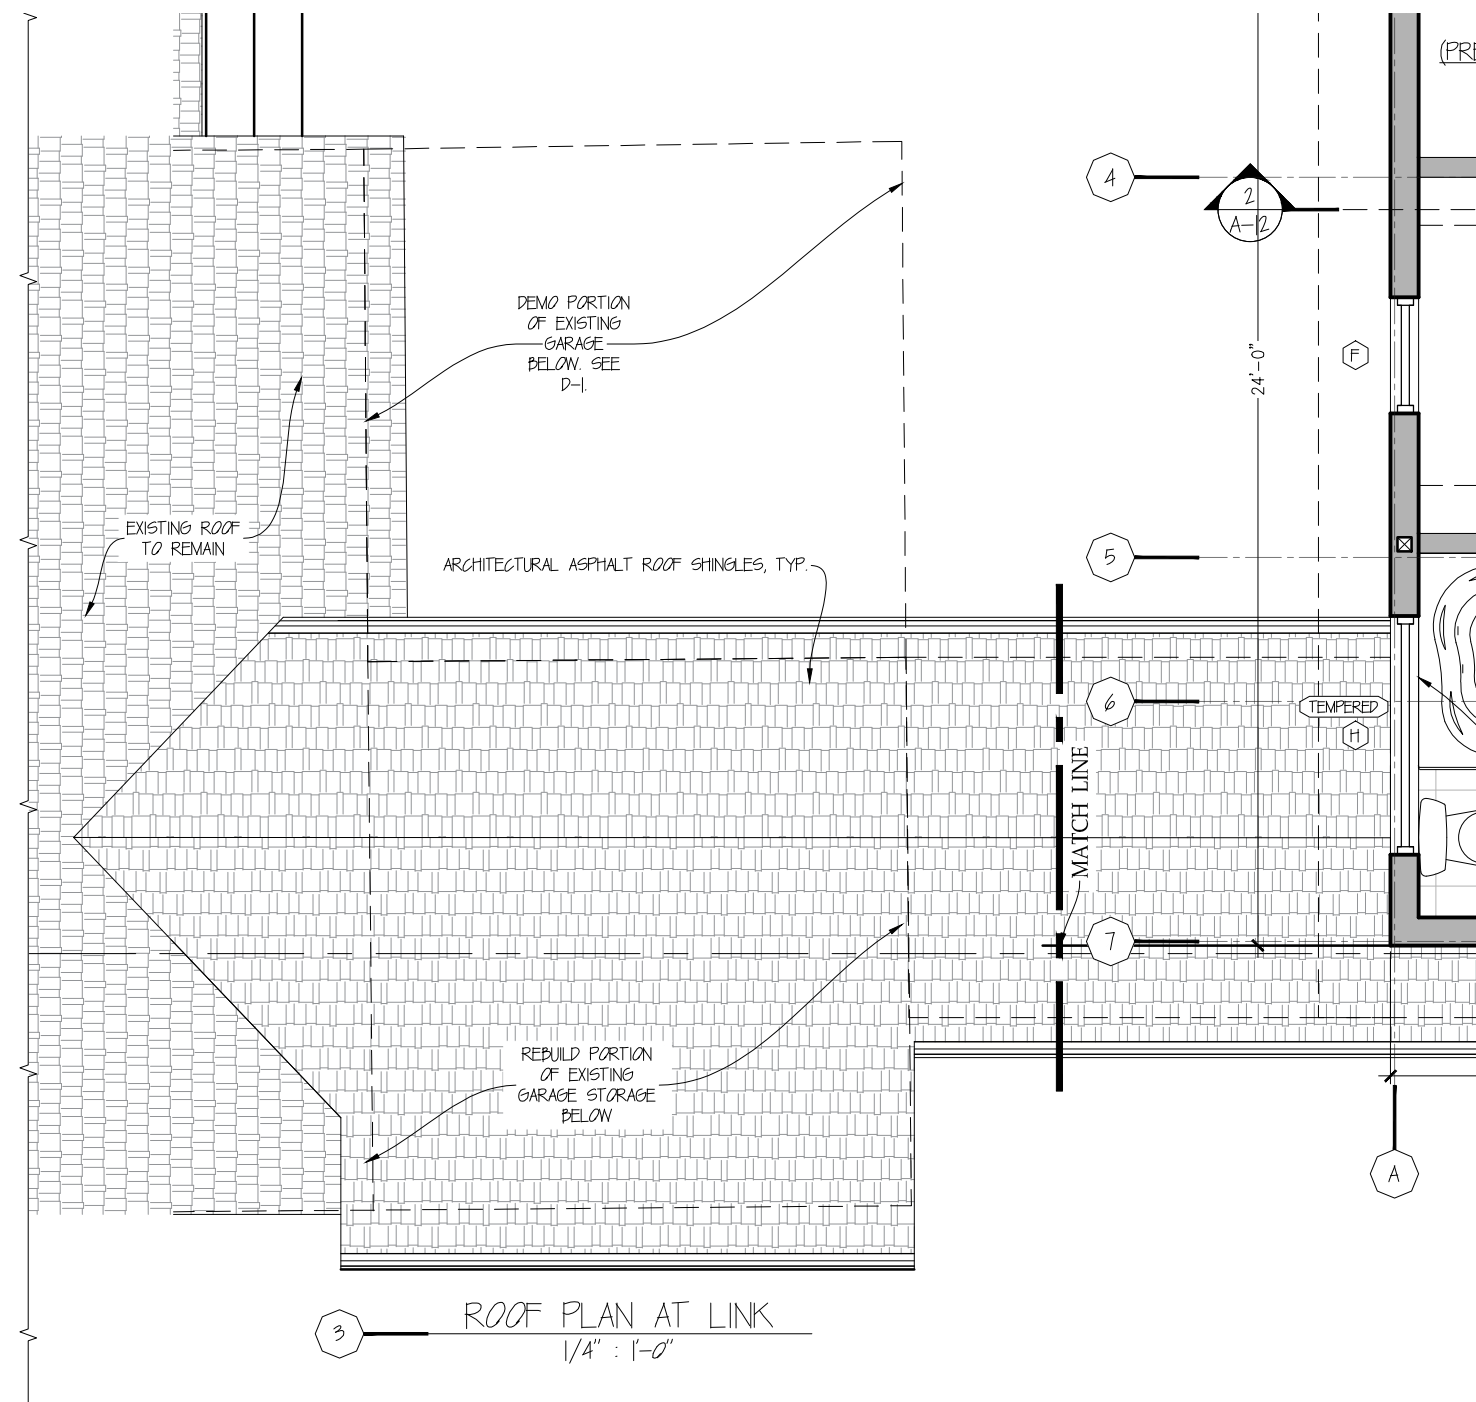 (PRE
4
2
A-12
DEMO PORTION
OF EXISTING
GARAGE
BELOW. SEE
D-1.
24'-0"
F
EXISTING ROOF
TO REMAIN
ARCHITECTURAL ASPHALT ROOF SHINGLES, TYP.
5
6
TEMPERED
H
MATCH LINE
7
REBUILD PORTION
OF EXISTING
GARAGE STORAGE
BELOW
A
3
ROOF PLAN AT LINK
1/4" : 1'-0"